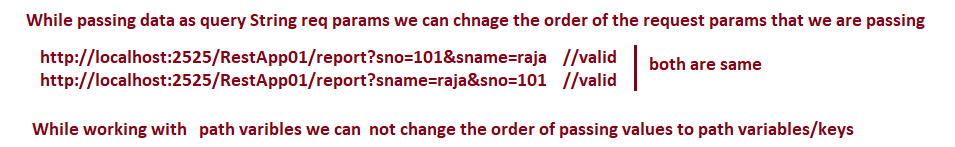 While passing data as query String req params we can chnage the order of the request params that we are passing
http://localhost:2525/RestApp01/report?sno=101&sname=raja //valid
both are same
http://localhost:2525/RestApp01/report?sname=raja&sno=101 //valid
While working with path varibles we can not change the order of passing values to path variables/keys